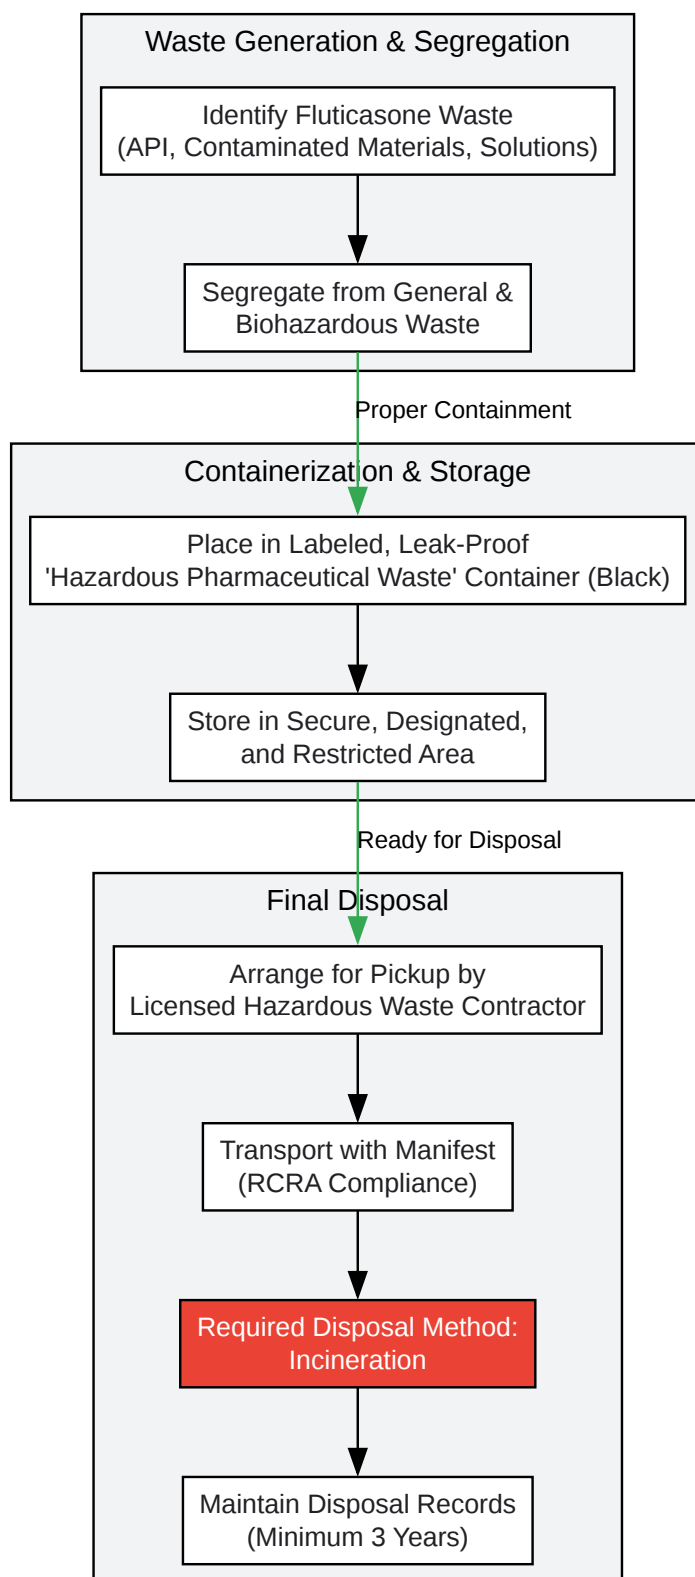 Waste Generation & Segregation
Identify Fluticasone Waste
(API, Contaminated Materials, Solutions)
Segregate from General &
Biohazardous Waste
Proper Containment
Containerization & Storage
Place in Labeled, Leak-Proof
'Hazardous Pharmaceutical Waste' Container (Black)
Store in Secure, Designated,
and Restricted Area
Ready for Disposal
Final Disposal
Arrange for Pickup by
Licensed Hazardous Waste Contractor
Transport with Manifest
(RCRA Compliance)
Required Disposal Method:
Incineration
Maintain Disposal Records
(Minimum 3 Years)